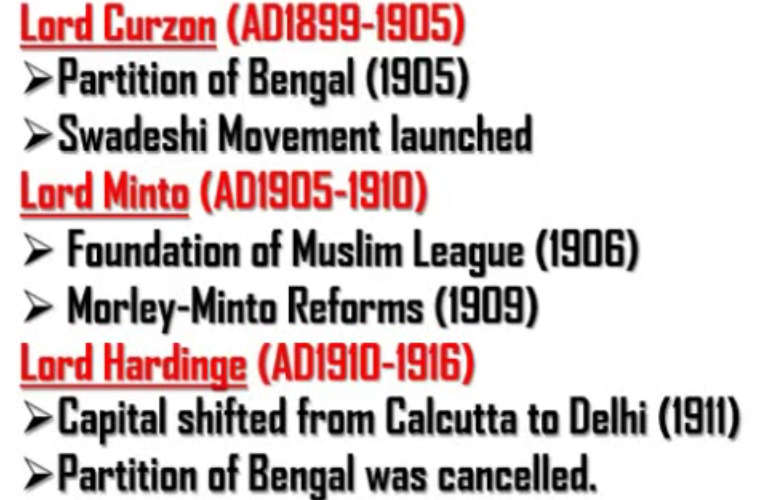 Lord Curzon (AD1899-1905)
➢Partition of Bengal (1905)
➢Swadeshi Movement launched
Lord Minto (AD1905-1910)
➢ Foundation of Muslim League (1906)
➢ Morley-Minto Reforms (1909)
Lord Hardinge (AD1910-1916)
➢Capital shifted from Calcutta to Delhi (1911)
➢Partition of Bengal was cancelled.